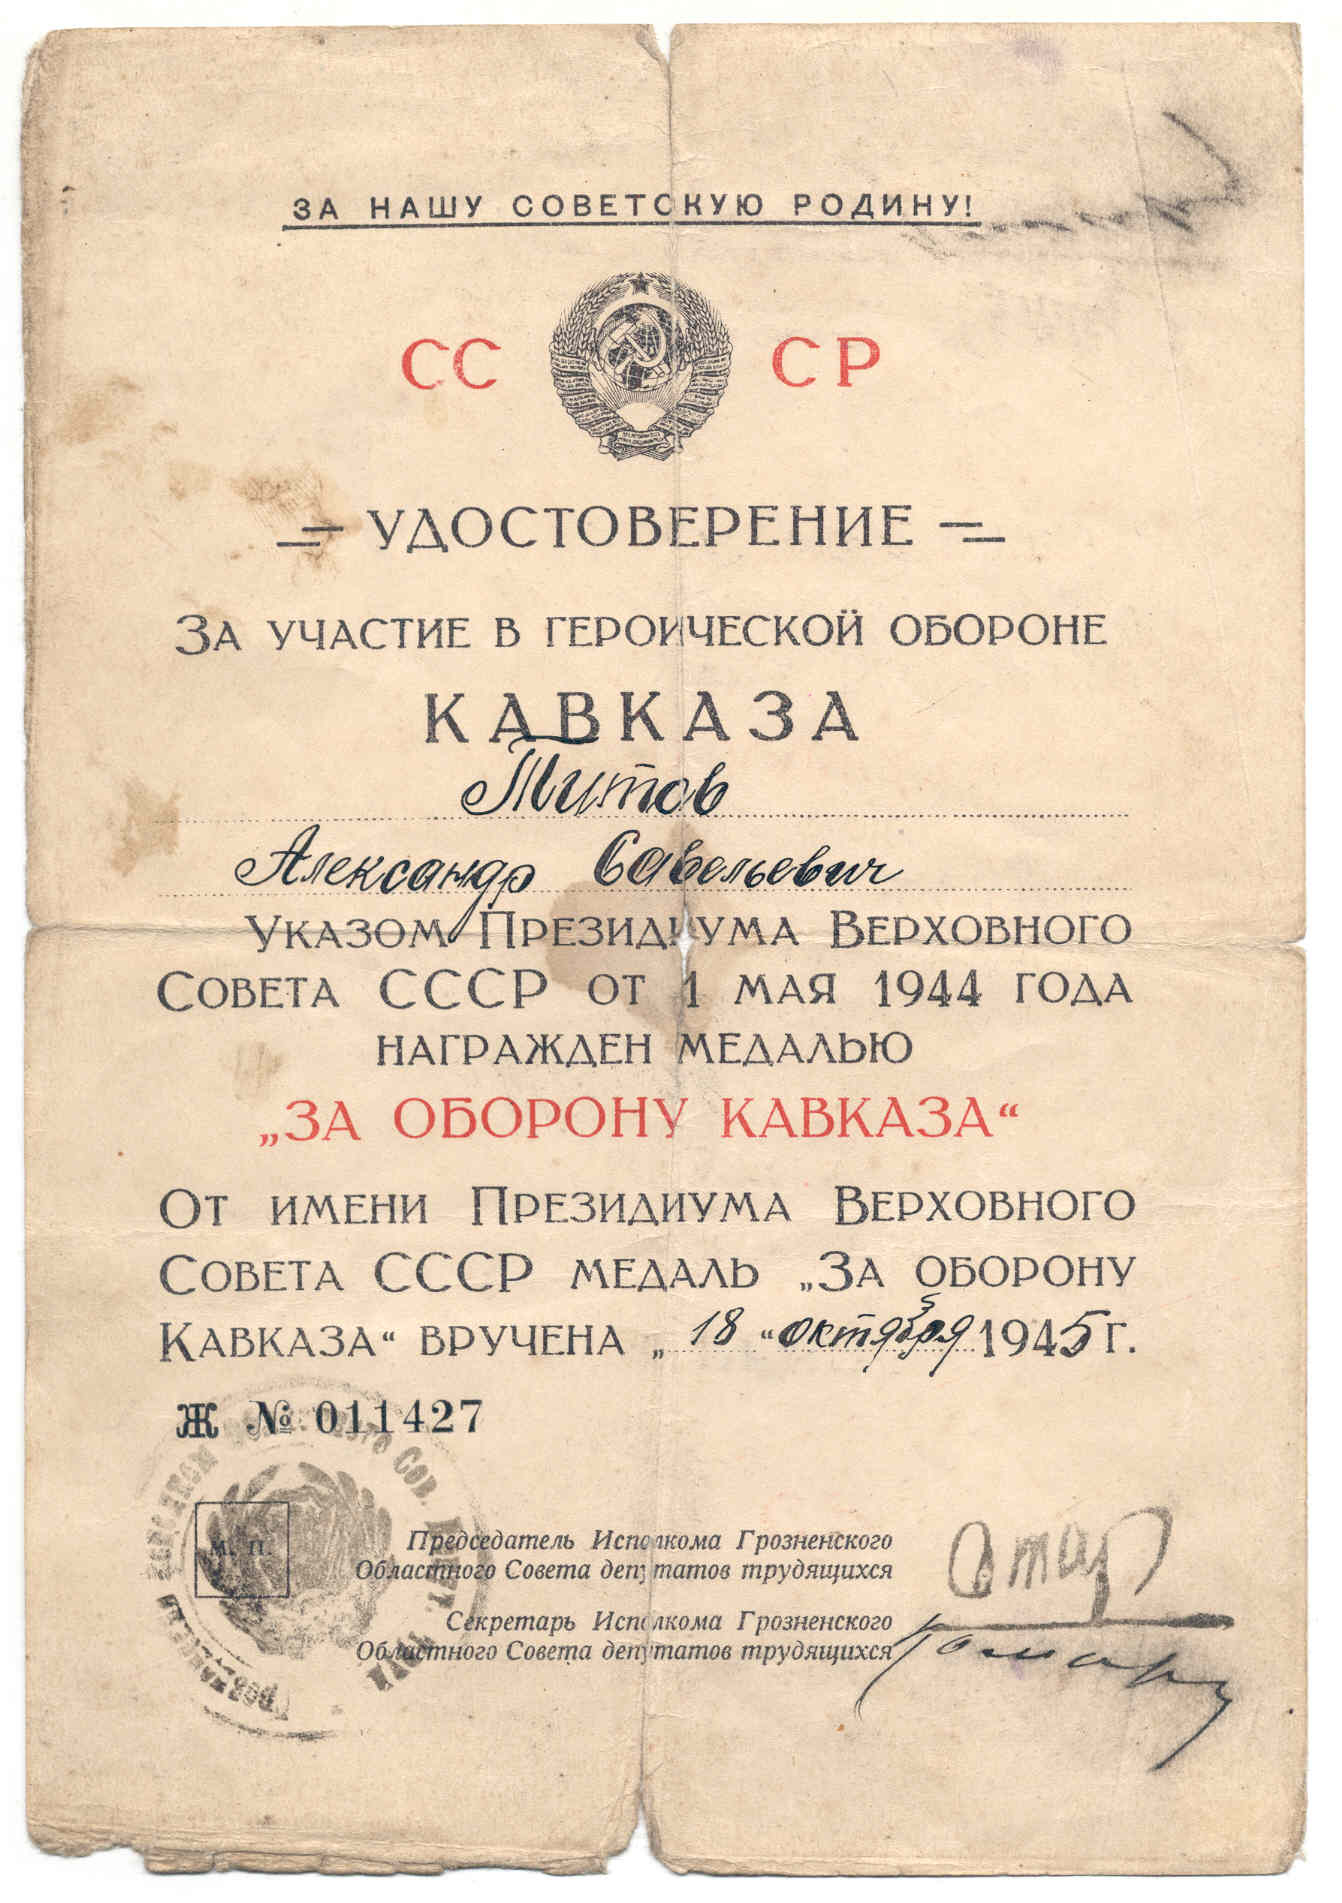 ЗА НАШУ СОВЕТСКУЮ РОДИНУ!
СС СР
УДОСТОВЕРЕНИЕ
ЗА УЧАСТИЕ В ГЕРОИЧЕСКОЙ ОБОРОНЕ
КАВКАЗА
Титов
Александр Савельевич
УКАЗОМ ПРЕЗИДИУМА ВЕРХОВНОГО
СОВЕТА СССР ОТ 1 МАЯ 1944 ГОДА
НАГРАЖДЕН МЕДАЛЬЮ
„ЗА ОБОРОНУ КАВКАЗА“
ОТ ИМЕНИ ПРЕЗИДИУМА ВЕРХОВНОГО
СОВЕТА СССР МЕДАЛЬ „ЗА ОБОРОНУ
КАВКАЗА“ ВРУЧЕНА „18“ октября 1945 Г.
Ж № 011427
М. П.
Председатель Исполкома Грозненского
Областного Совета депутатов трудящихся
Секретарь Исполкома Грозненского
Областного Совета депутатов трудящихся